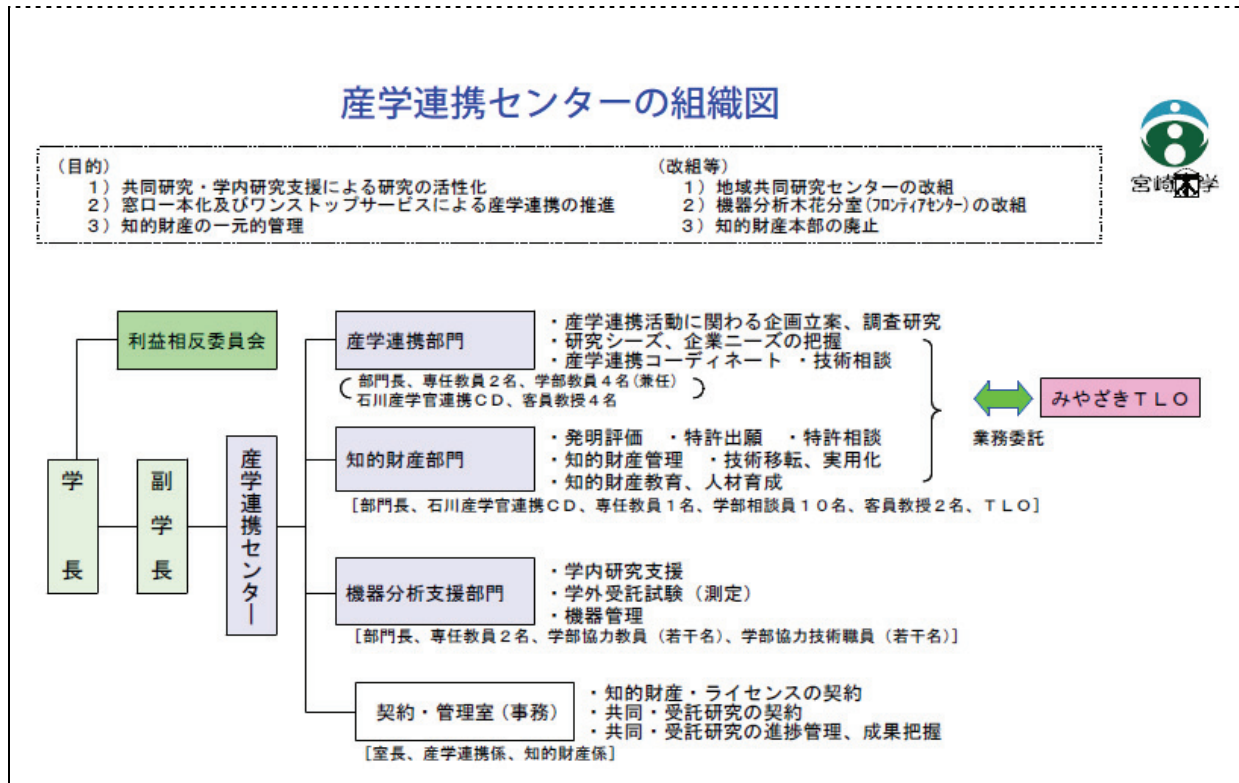 産学連携センターの組織図
宮崎大学
(目的)
1)共同研究・学内研究支援による研究の活性化
2)窓口一本化及びワンストップサービスによる産学連携の推進
3)知的財産の一元的管理
(改組等)
1)地域共同研究センターの改組
2)機器分析木花分室(フロンティアセンター)の改組
3)知的財産本部の廃止
利益相反委員会
学長
副学長
産学連携センター
産学連携部門
・産学連携活動に関わる企画立案、調査研究
・研究シーズ、企業ニーズの把握
・産学連携コーディネート ・技術相談
(部門長、専任教員2名、学部教員4名(兼任)
石川産学官連携CD、客員教授4名)
知的財産部門
・発明評価 ・特許出願 ・特許相談
・知的財産管理 ・技術移転、実用化
・知的財産教育、人材育成
[部門長、石川産学官連携CD、専任教員1名、学部相談員10名、客員教授2名、TLO]
みやざきTLO
業務委託
機器分析支援部門
・学内研究支援
・学外受託試験(測定)
・機器管理
[部門長、専任教員2名、学部協力教員(若干名)、学部協力技術職員(若干名)]
契約・管理室(事務)
・知的財産・ライセンスの契約
・共同・受託研究の契約
・共同・受託研究の進捗管理、成果把握
[室長、産学連携係、知的財産係]